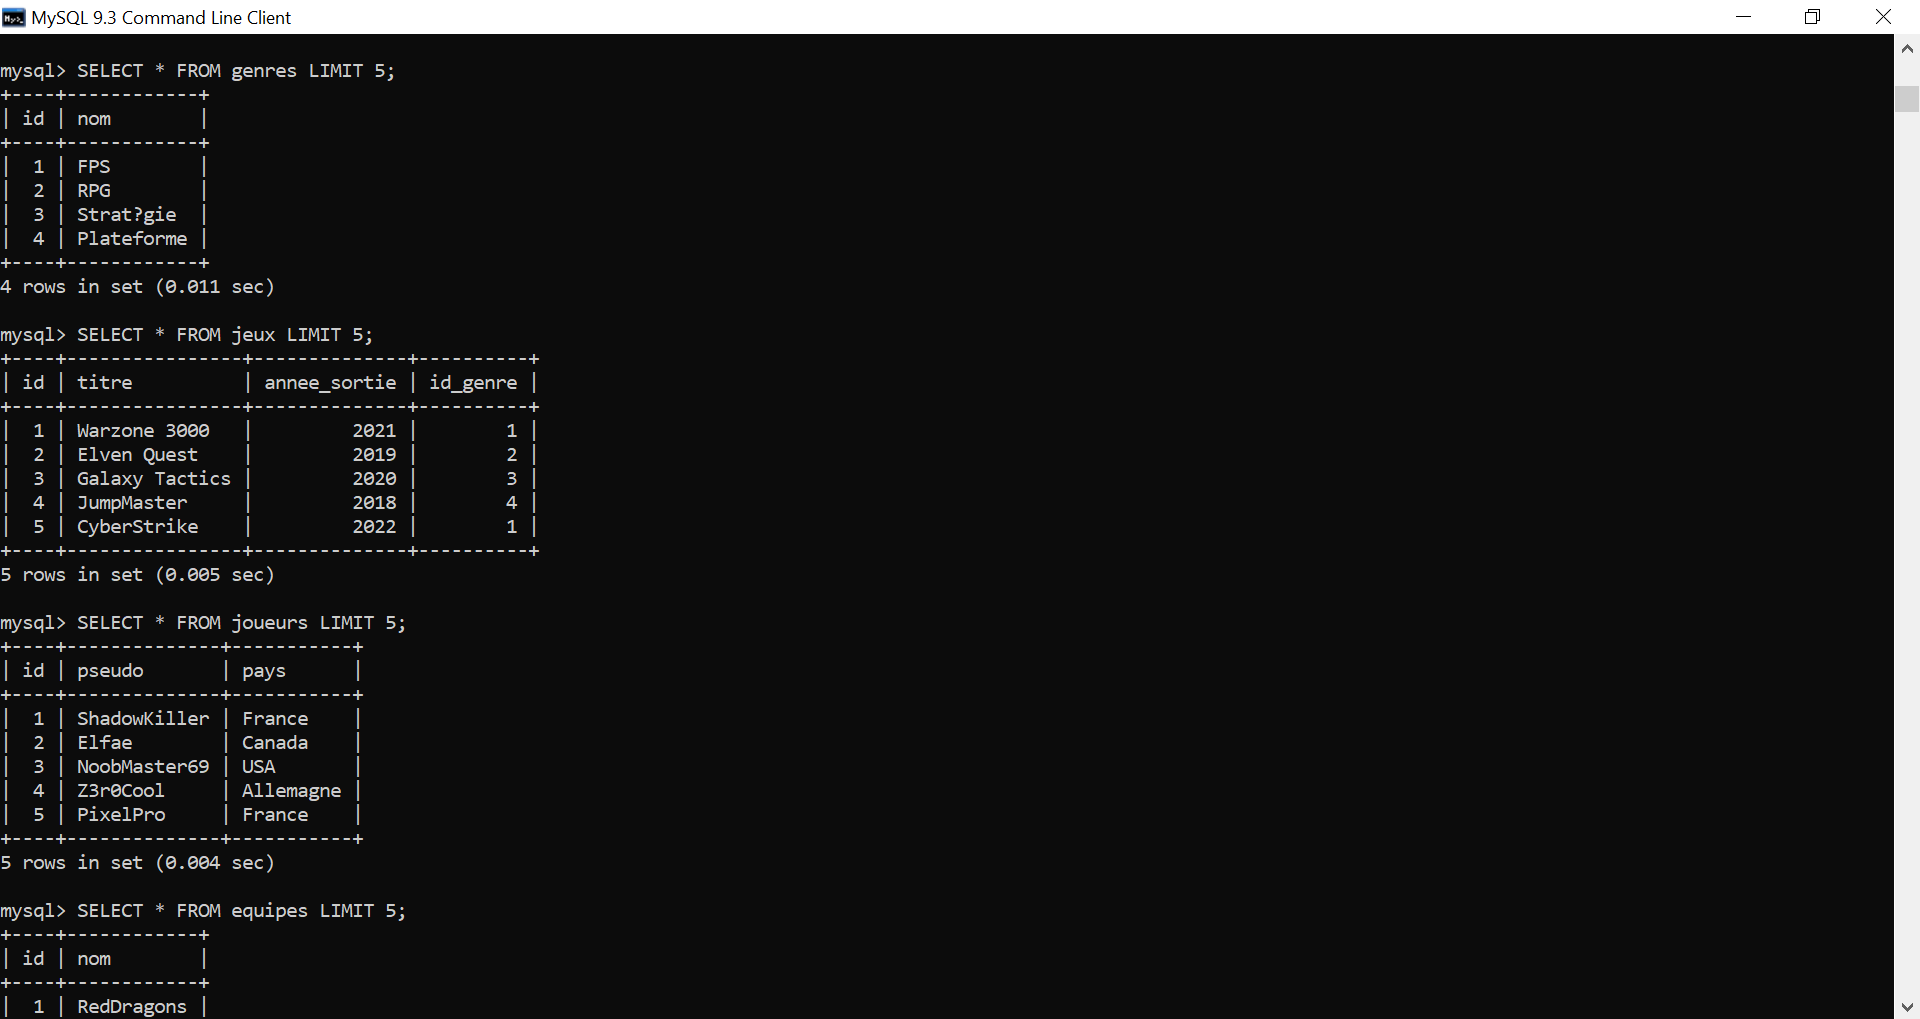 MySQL 9.3 Command Line Client
mysql> SELECT * FROM genres LIMIT 5;
+----+------------+
| id | nom        |
+----+------------+
|  1 | FPS        |
|  2 | RPG        |
|  3 | Strat?gie  |
|  4 | Plateforme |
+----+------------+
4 rows in set (0.011 sec)
mysql> SELECT * FROM jeux LIMIT 5;
+----+----------------+--------------+----------+
| id | titre          | annee_sortie | id_genre |
+----+----------------+--------------+----------+
|  1 | Warzone 3000   |         2021 |        1 |
|  2 | Elven Quest    |         2019 |        2 |
|  3 | Galaxy Tactics |         2020 |        3 |
|  4 | JumpMaster     |         2018 |        4 |
|  5 | CyberStrike    |         2022 |        1 |
+----+----------------+--------------+----------+
5 rows in set (0.005 sec)
mysql> SELECT * FROM joueurs LIMIT 5;
+----+--------------+-----------+
| id | pseudo       | pays      |
+----+--------------+-----------+
|  1 | ShadowKiller | France    |
|  2 | Elfae        | Canada    |
|  3 | NoobMaster69 | USA       |
|  4 | Z3r0Cool     | Allemagne |
|  5 | PixelPro     | France    |
+----+--------------+-----------+
5 rows in set (0.004 sec)
mysql> SELECT * FROM equipes LIMIT 5;
+----+------------+
| id | nom        |
+----+------------+
|  1 | RedDragons |